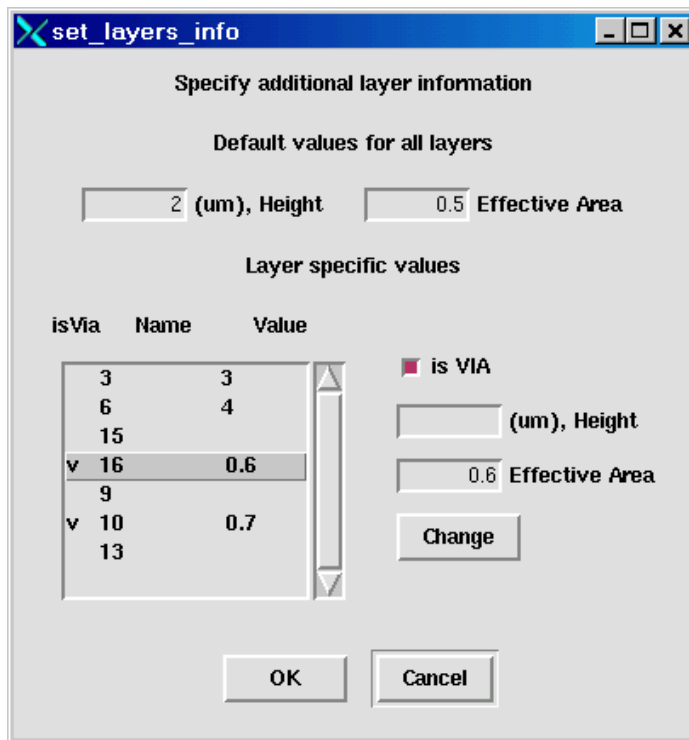 set_layers_info
Specify additional layer information
Default values for all layers
2 (um), Height 0.5 Effective Area
Layer specific values
isVia Name Value
3 3
6 4
15
v 16 0.6
9
v 10 0.7
13
is VIA
(um), Height
0.6 Effective Area
Change
OK Cancel